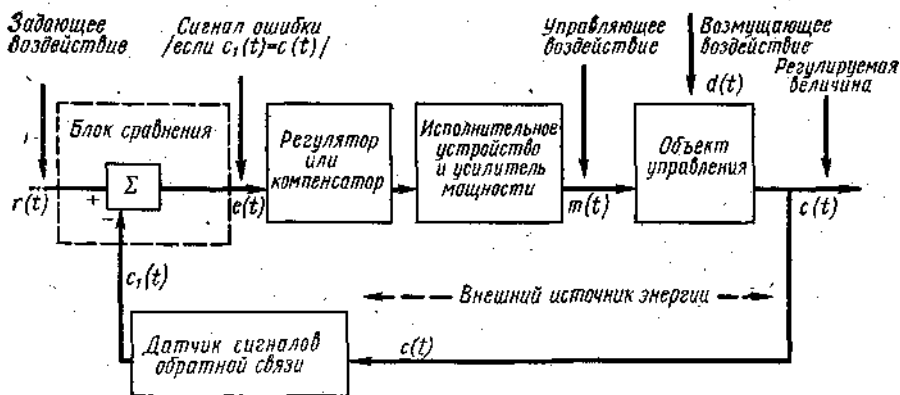 Задающее
воздействие
Сигнал ошибки
/если c₁(t)=c(t)/
Управляющее
воздействие
Возмущающее
воздействие
Регулируемая
величина
d(t)
Блок сравнения
Σ
+
−
r(t)
e(t)
Регулятор
или
компенсатор
Исполнительное
устройство
и усилитель
мощности
m(t)
Объект
управления
c(t)
c₁(t)
Внешний источник энергии
Датчик сигналов
обратной связи
c(t)